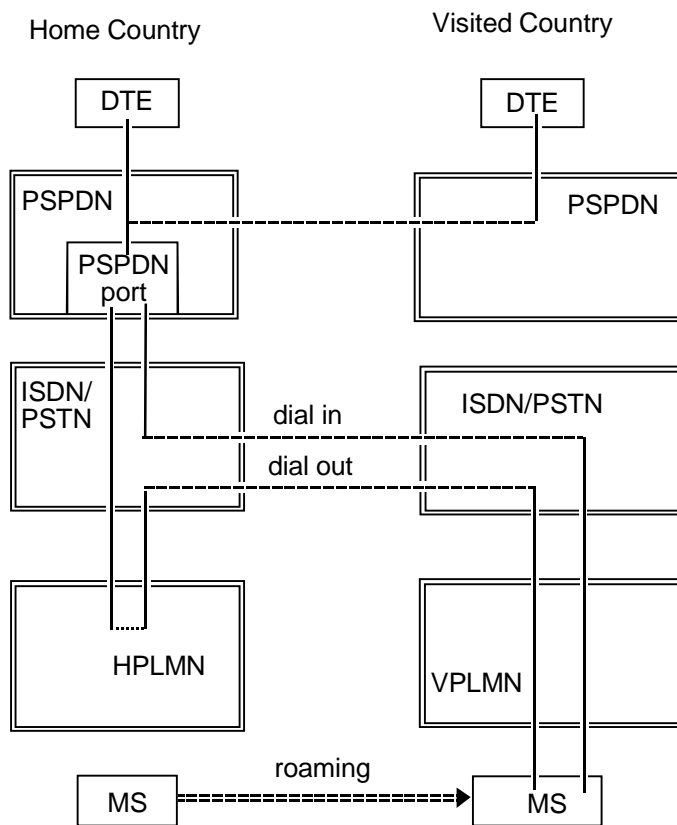 Home Country
Visited Country
DTE
DTE
PSPDN
PSPDN
PSPDN
port
ISDN/
PSTN
ISDN/PSTN
dial in
dial out
HPLMN
VPLMN
roaming
MS
MS